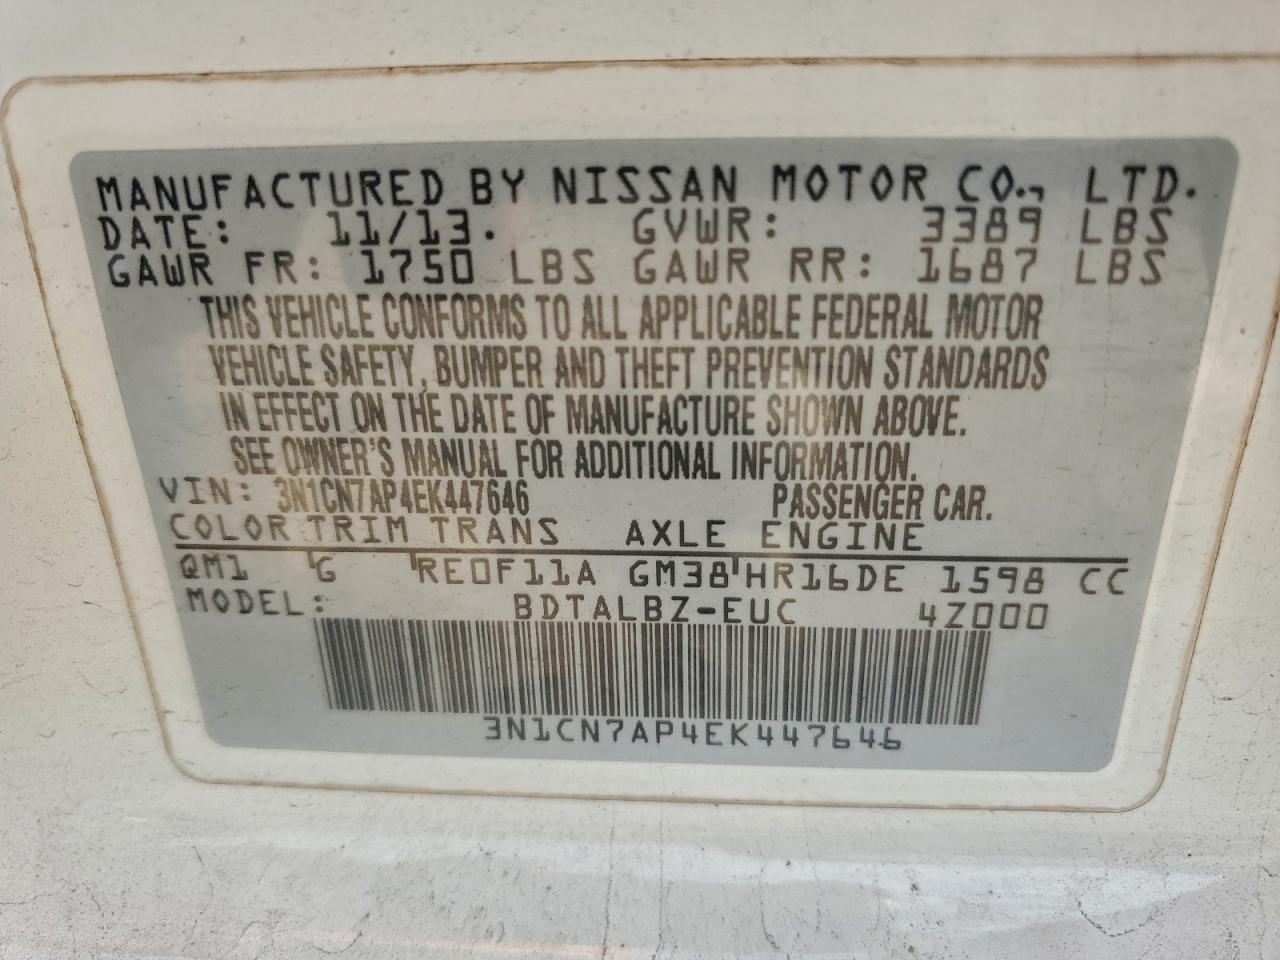 MANUFACTURED BY NISSAN MOTOR CO., LTD.
DATE: 11/13. GVWR: 3389 LBS
GAWR FR: 1750 LBS GAWR RR: 1687 LBS
THIS VEHICLE CONFORMS TO ALL APPLICABLE FEDERAL MOTOR
VEHICLE SAFETY, BUMPER AND THEFT PREVENTION STANDARDS
IN EFFECT ON THE DATE OF MANUFACTURE SHOWN ABOVE.
SEE OWNER'S MANUAL FOR ADDITIONAL INFORMATION.
VIN: 3N1CN7AP4EK447646 PASSENGER CAR.
COLOR TRIM TRANS AXLE ENGINE
QM1 G RE0F11A GM38 HR16DE 1598 CC
MODEL: BDTALBZ-EUC 4Z000
3N1CN7AP4EK447646